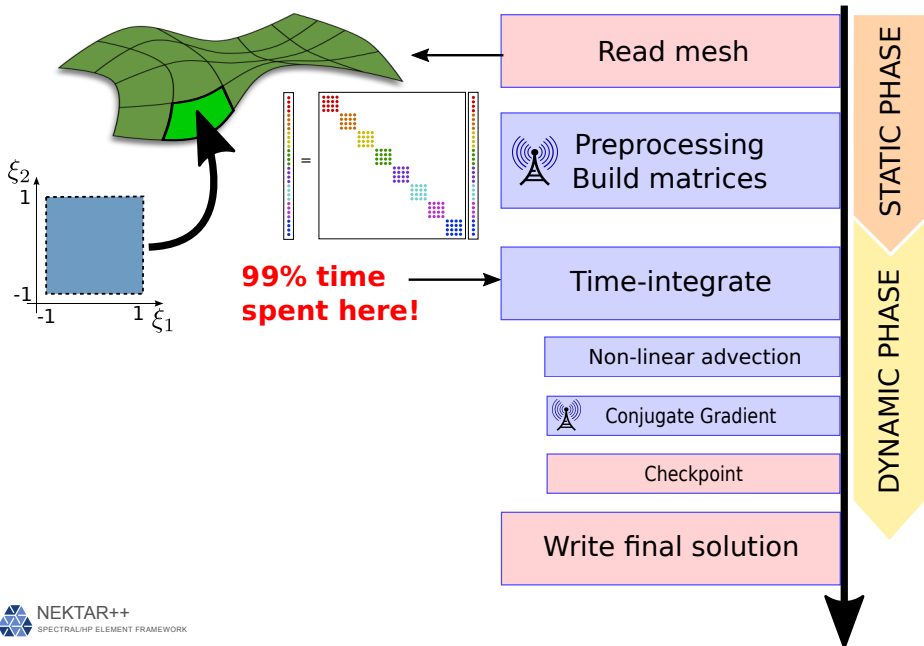 Read mesh
Preprocessing
Build matrices
=
ξ2
1
-1
-1
1
ξ1
99% time
spent here!
Time-integrate
Non-linear advection
Conjugate Gradient
Checkpoint
Write final solution
STATIC PHASE
DYNAMIC PHASE
NEKTAR++
SPECTRAL/HP ELEMENT FRAMEWORK